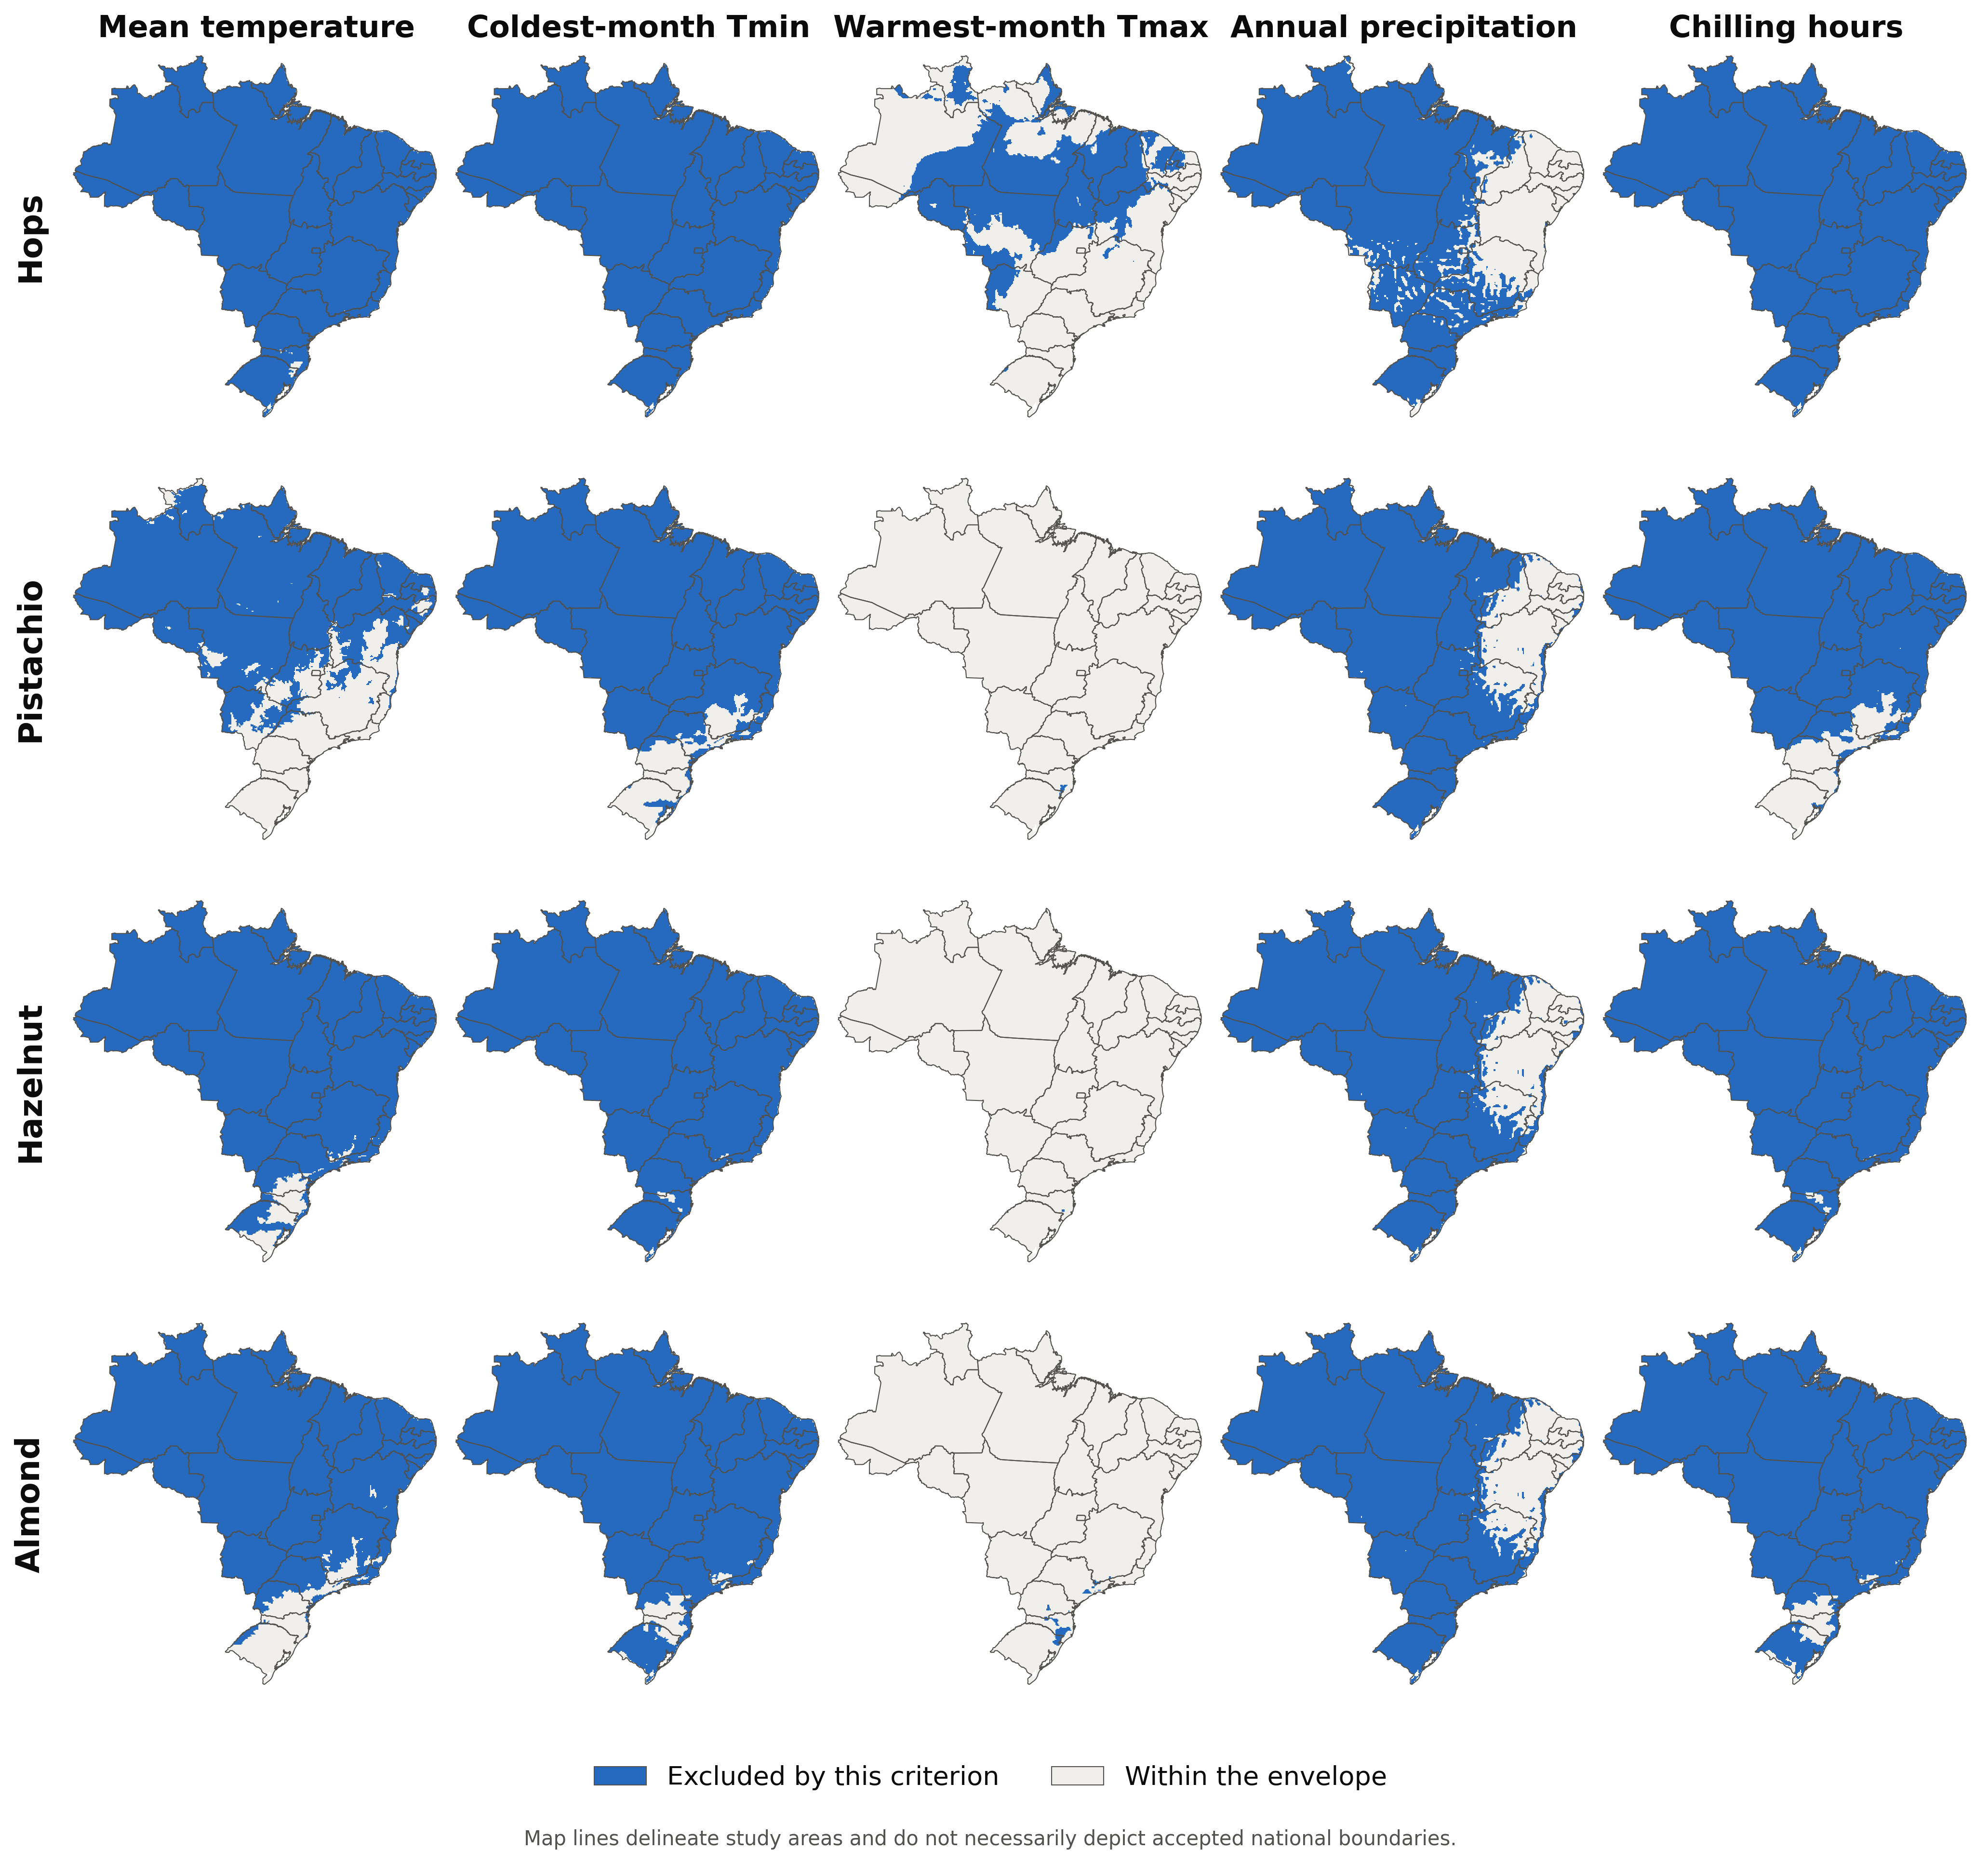 Mean temperature
Coldest-month Tmin
Warmest-month Tmax
Annual precipitation
Chilling hours
Hops
Pistachio
Hazelnut
Almond
Excluded by this criterion
Within the envelope
Map lines delineate study areas and do not necessarily depict accepted national boundaries.